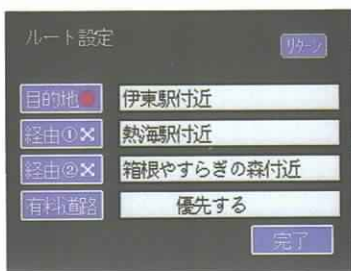 ルート設定
リターン
目的地 伊東駅付近
経由①× 熱海駅付近
経由②× 箱根やすらぎの森付近
有料道路 優先する
完了